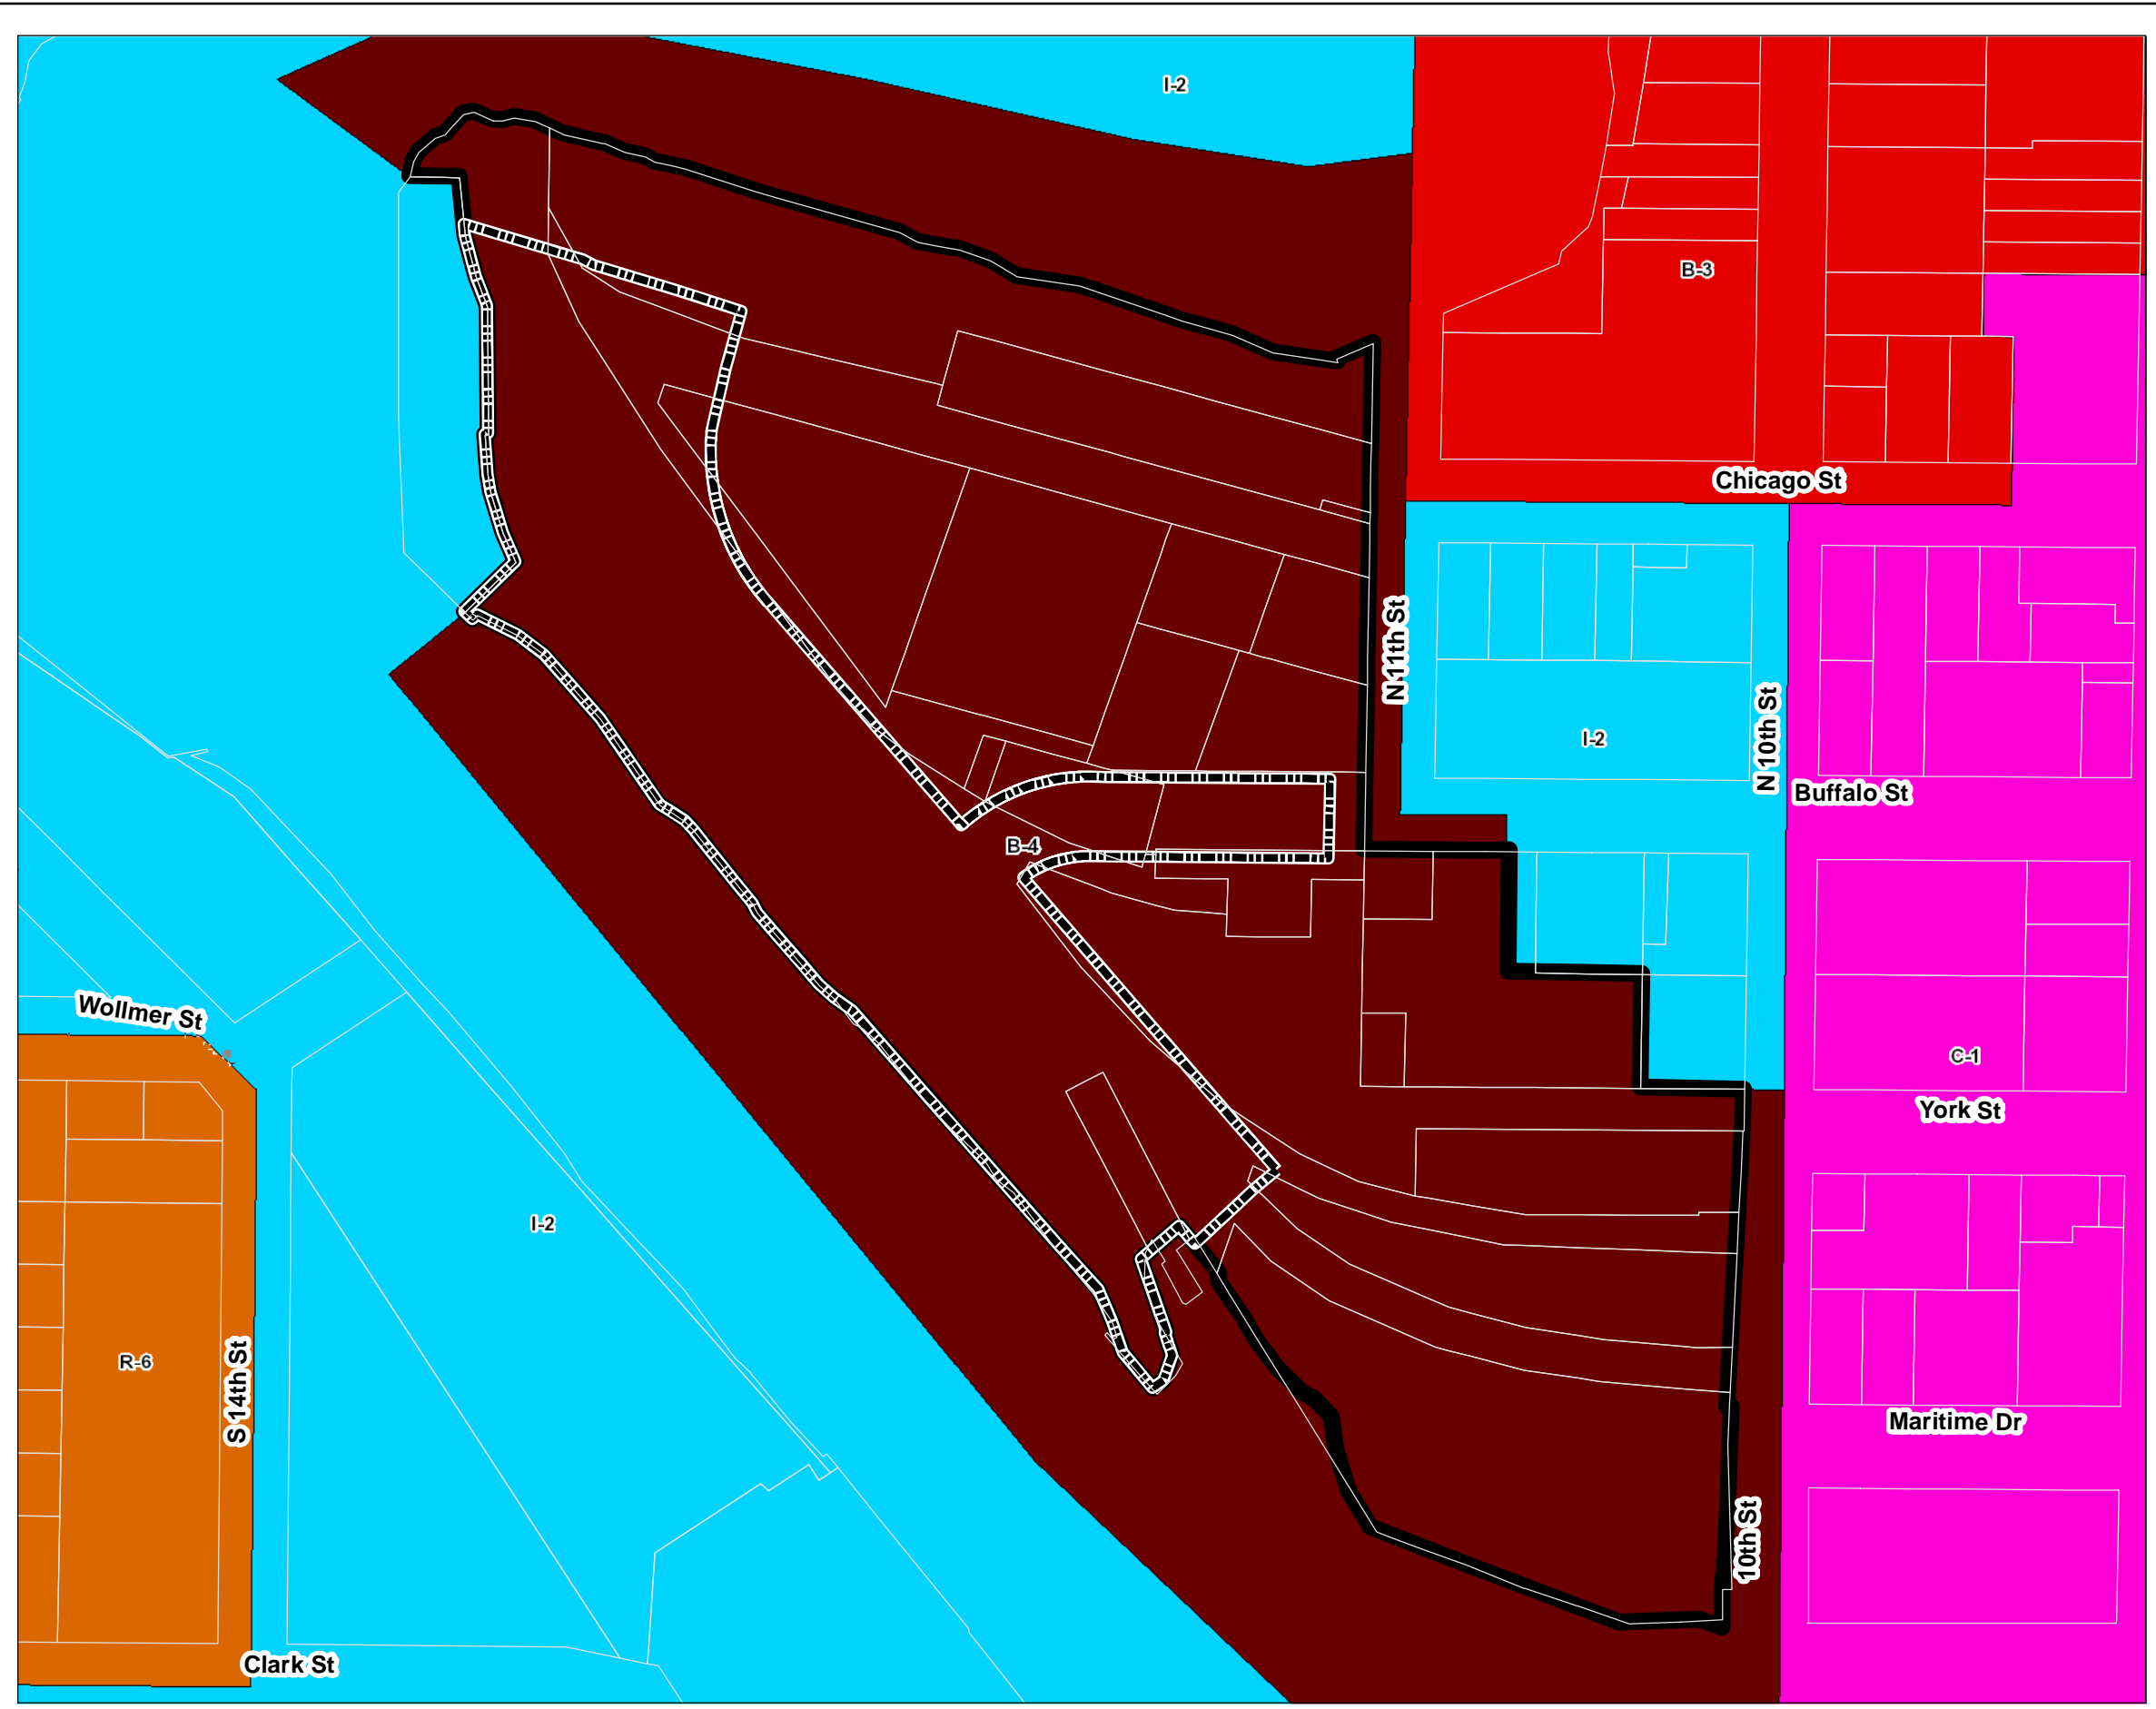 I-2
B-3
Chicago St
N 11th St
N 10th St
I-2
Buffalo St
B-4
Wollmer St
C-1
York St
I-2
R-6
S 14th St
Maritime Dr
10th St
Clark St